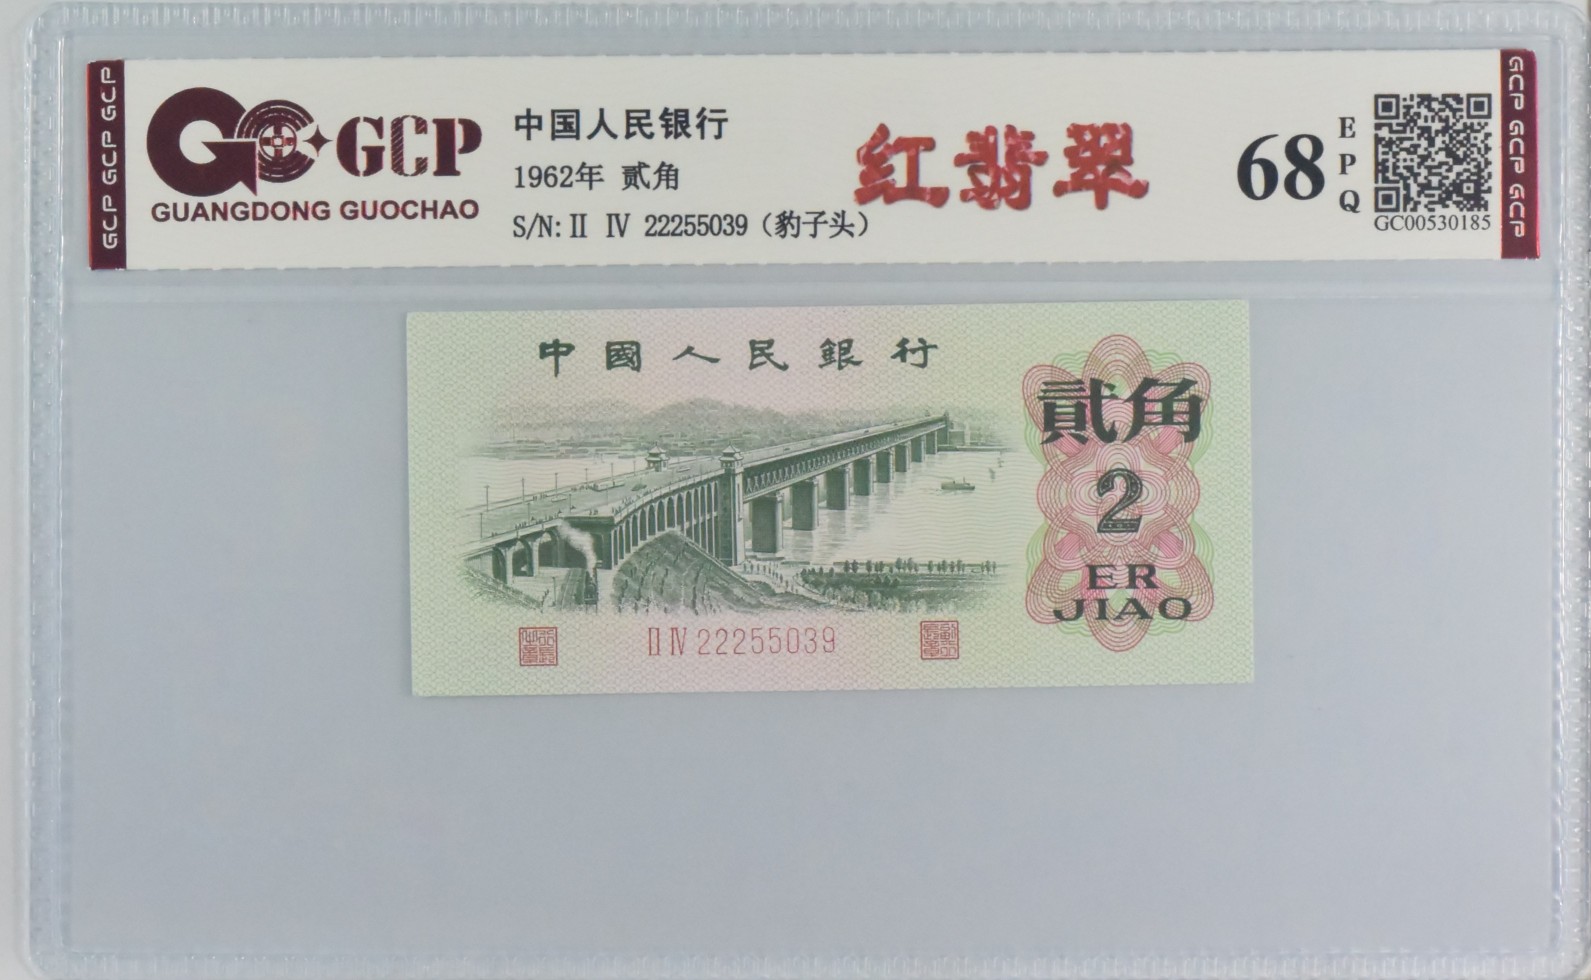 GCP GCP GCP
GCP
GUANGDONG GUOCHAO
中国人民银行
1962年 贰角
S/N: II IV 22255039（豹子头）
红翡翠
68
EPQ
GC00530185
GCP GCP GCP
中國人民銀行
貳角
2
ER
JIAO
II IV 22255039